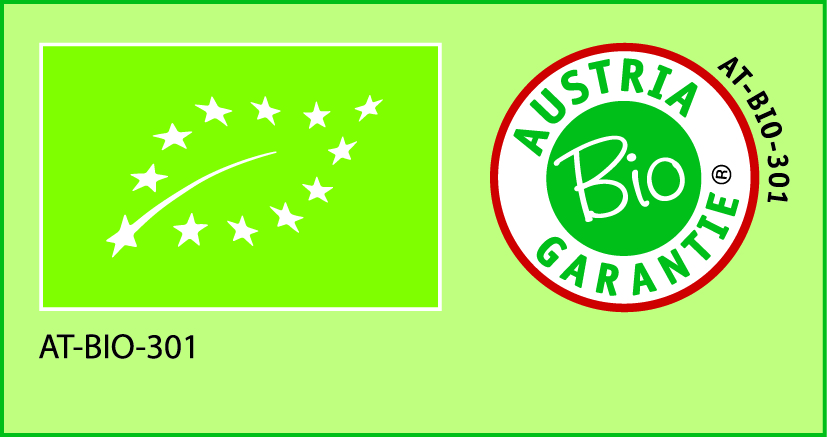 AT-BIO-301
AUSTRIA
Bio
GARANTIE®
AT-BIO-301